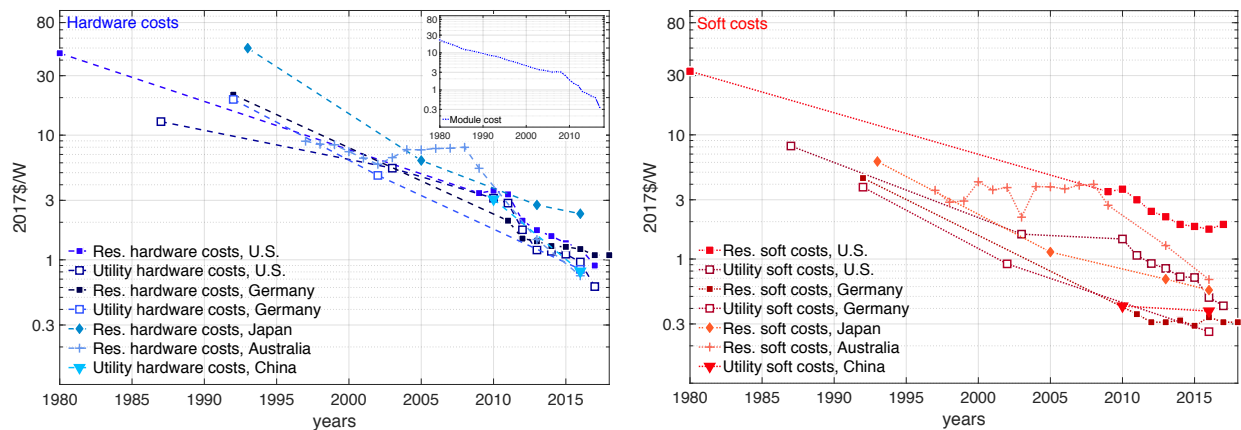 Hardware costs
80
30
10
3
1
0.3
2017$/W
1980 1985 1990 1995 2000 2005 2010 2015
years
Res. hardware costs, U.S.
Utility hardware costs, U.S.
Res. hardware costs, Germany
Utility hardware costs, Germany
Res. hardware costs, Japan
Res. hardware costs, Australia
Utility hardware costs, China
80
30
10
3
1
0.3
Module cost
1980 1990 2000 2010
Soft costs
80
30
10
3
1
0.3
2017$/W
1980 1985 1990 1995 2000 2005 2010 2015
years
Res. soft costs, U.S.
Utility soft costs, U.S.
Res. soft costs, Germany
Utility soft costs, Germany
Res. soft costs, Japan
Res. soft costs, Australia
Utility soft costs, China